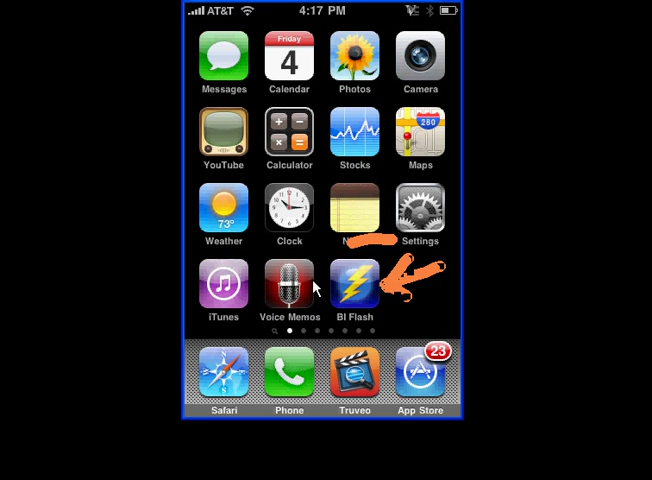 AT&T 4:17 PM
Friday
4
280
Messages Calendar Photos Camera
YouTube Calculator Stocks Maps
73°
Weather Clock Settings
iTunes Voice Memos BI Flash
23
Safari Phone Truveo App Store